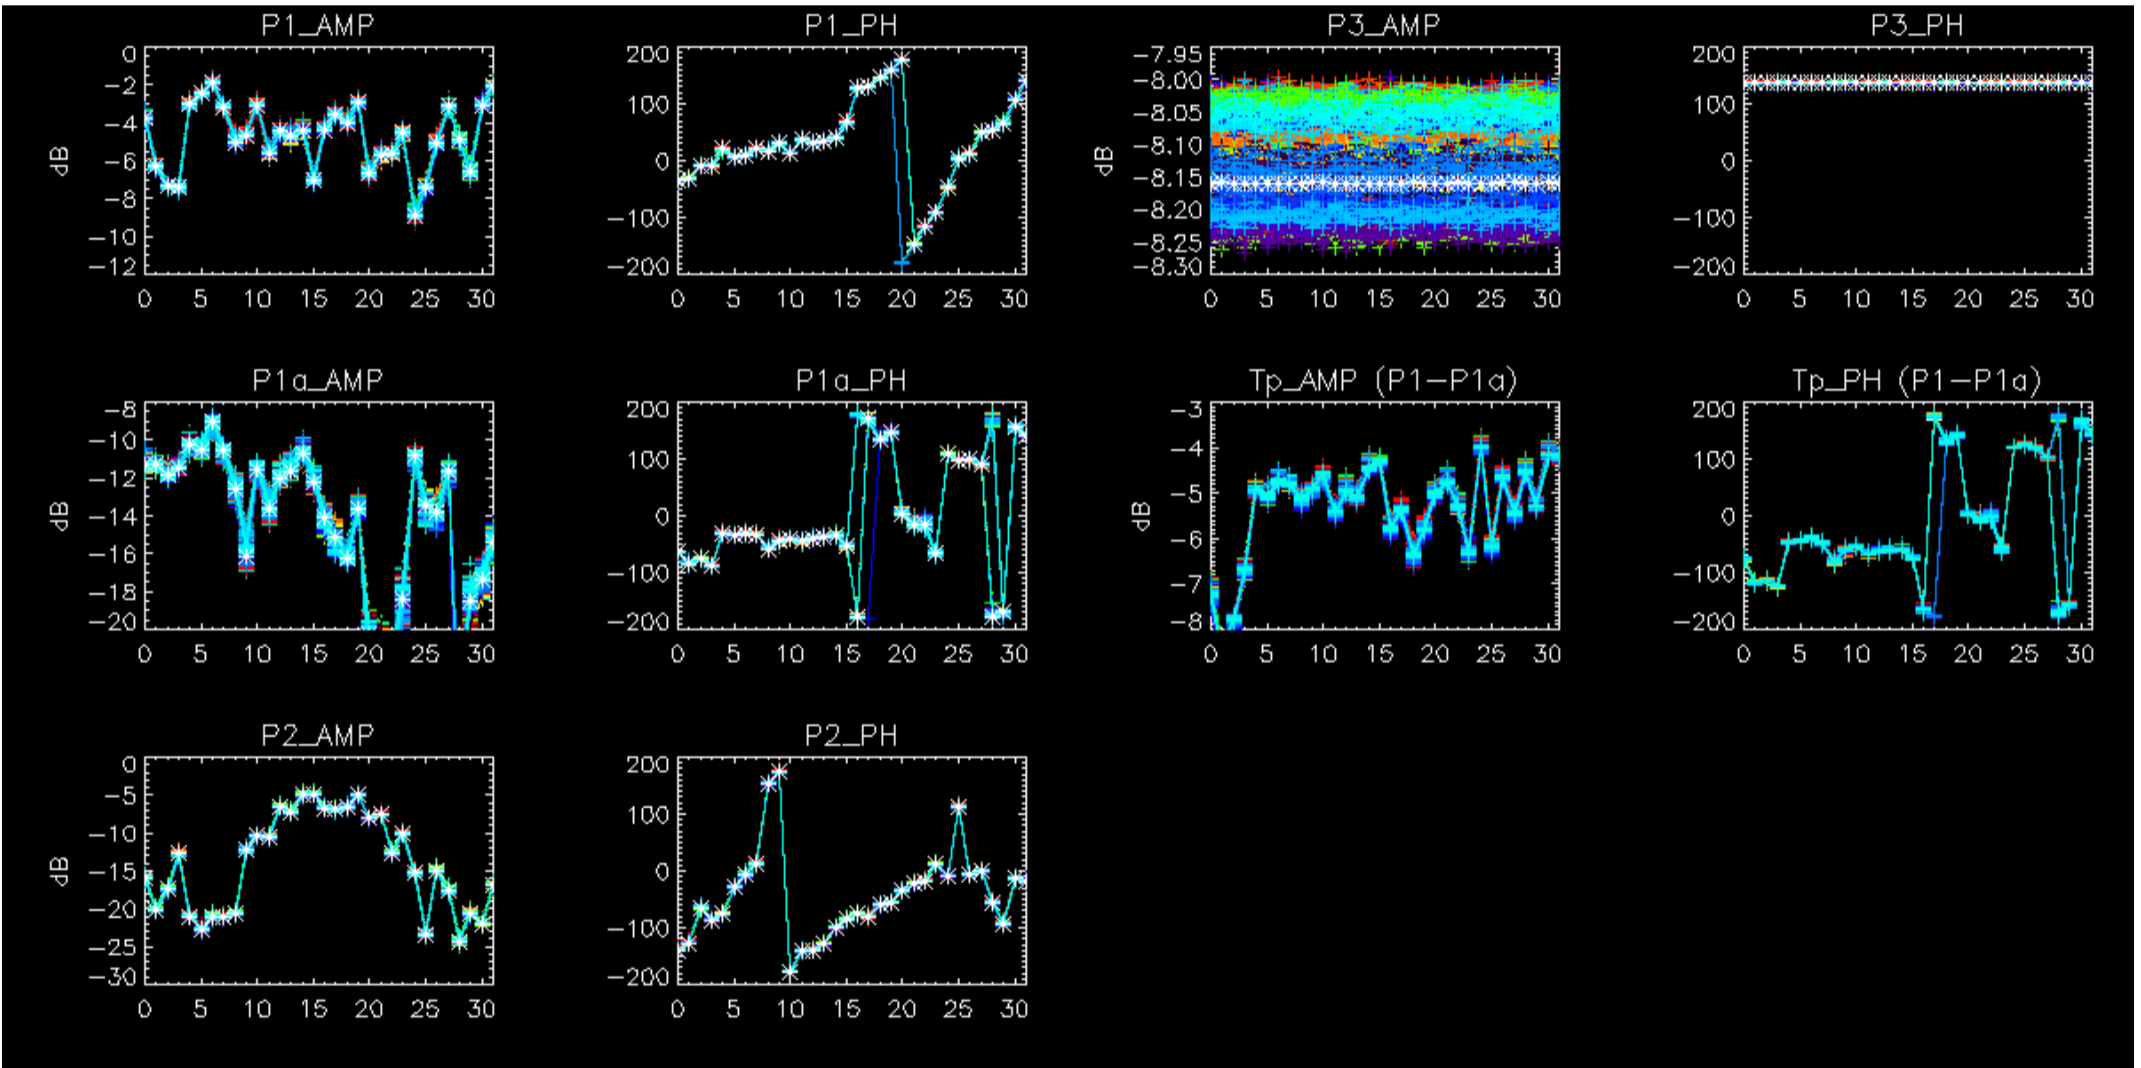 P1_AMP
P1_PH
P3_AMP
P3_PH
0
-2
-4
-6
-8
-10
-12
dB
0 5 10 15 20 25 30
200
100
0
-100
-200
0 5 10 15 20 25 30
-7.95
-8.00
-8.05
-8.10
-8.15
-8.20
-8.25
-8.30
dB
0 5 10 15 20 25 30
200
100
0
-100
-200
0 5 10 15 20 25 30
P1a_AMP
P1a_PH
Tp_AMP (P1-P1a)
Tp_PH (P1-P1a)
-8
-10
-12
-14
-16
-18
-20
dB
0 5 10 15 20 25 30
200
100
0
-100
-200
0 5 10 15 20 25 30
-3
-4
-5
-6
-7
-8
dB
0 5 10 15 20 25 30
200
100
0
-100
-200
0 5 10 15 20 25 30
P2_AMP
P2_PH
0
-5
-10
-15
-20
-25
-30
dB
0 5 10 15 20 25 30
200
100
0
-100
-200
0 5 10 15 20 25 30